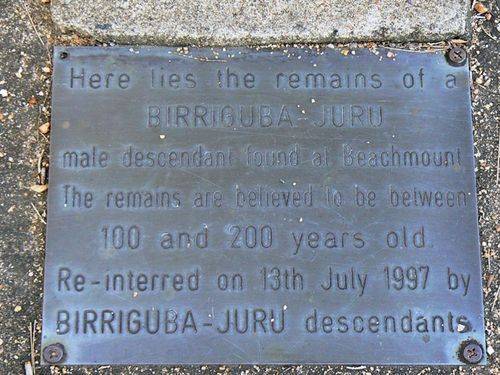 Here lies the remains of a
BIRRIGUBA-JURU
male descendant found at Beachmount.
The remains are believed to be between
100 and 200 years old.
Re-interred on 13th July 1997 by
BIRRIGUBA-JURU descendants.